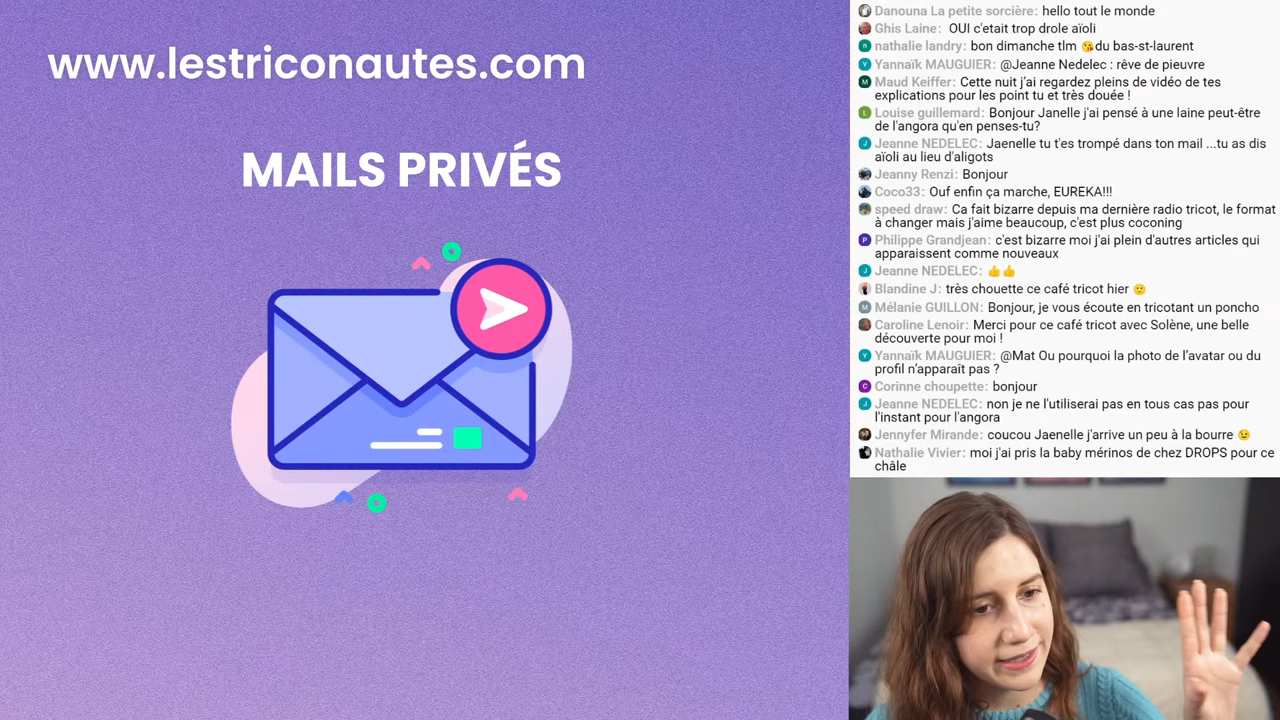 www.lestriconautes.com
MAILS PRIVÉS
Danouna La petite sorcière: hello tout le monde
Ghis Laine: OUI c'etait trop drole aïoli
nathalie landry: bon dimanche tlm 😘du bas-st-laurent
Yannaïk MAUGUIER: @Jeanne Nedelec : rêve de pieuvre
Maud Keiffer: Cette nuit j'ai regardez pleins de vidéo de tes
explications pour les point tu et très douée !
Louise guillemard: Bonjour Janelle j'ai pensé à une laine peut-être
de l'angora qu'en penses-tu?
Jeanne NEDELEC: Jaenelle tu t'es trompé dans ton mail ...tu as dis
aïoli au lieu d'aligots
Jeanny Renzi: Bonjour
Coco33: Ouf enfin ça marche, EUREKA!!!
speed draw: Ca fait bizarre depuis ma dernière radio tricot, le format
à changer mais j'aime beaucoup, c'est plus coconing
Philippe Grandjean: c'est bizarre moi j'ai plein d'autres articles qui
apparaissent comme nouveaux
Jeanne NEDELEC: 👍👍
Blandine J: très chouette ce café tricot hier 🙂
Mélanie GUILLON: Bonjour, je vous écoute en tricotant un poncho
Caroline Lenoir: Merci pour ce café tricot avec Solène, une belle
découverte pour moi !
Yannaïk MAUGUIER: @Mat Ou pourquoi la photo de l'avatar ou du
profil n'apparaît pas ?
Corinne choupette: bonjour
Jeanne NEDELEC: non je ne l'utiliserai pas en tous cas pas pour
l'instant pour l'angora
Jennyfer Mirande: coucou Jaenelle j'arrive un peu à la bourre 😉
Nathalie Vivier: moi j'ai pris la baby mérinos de chez DROPS pour ce
châle